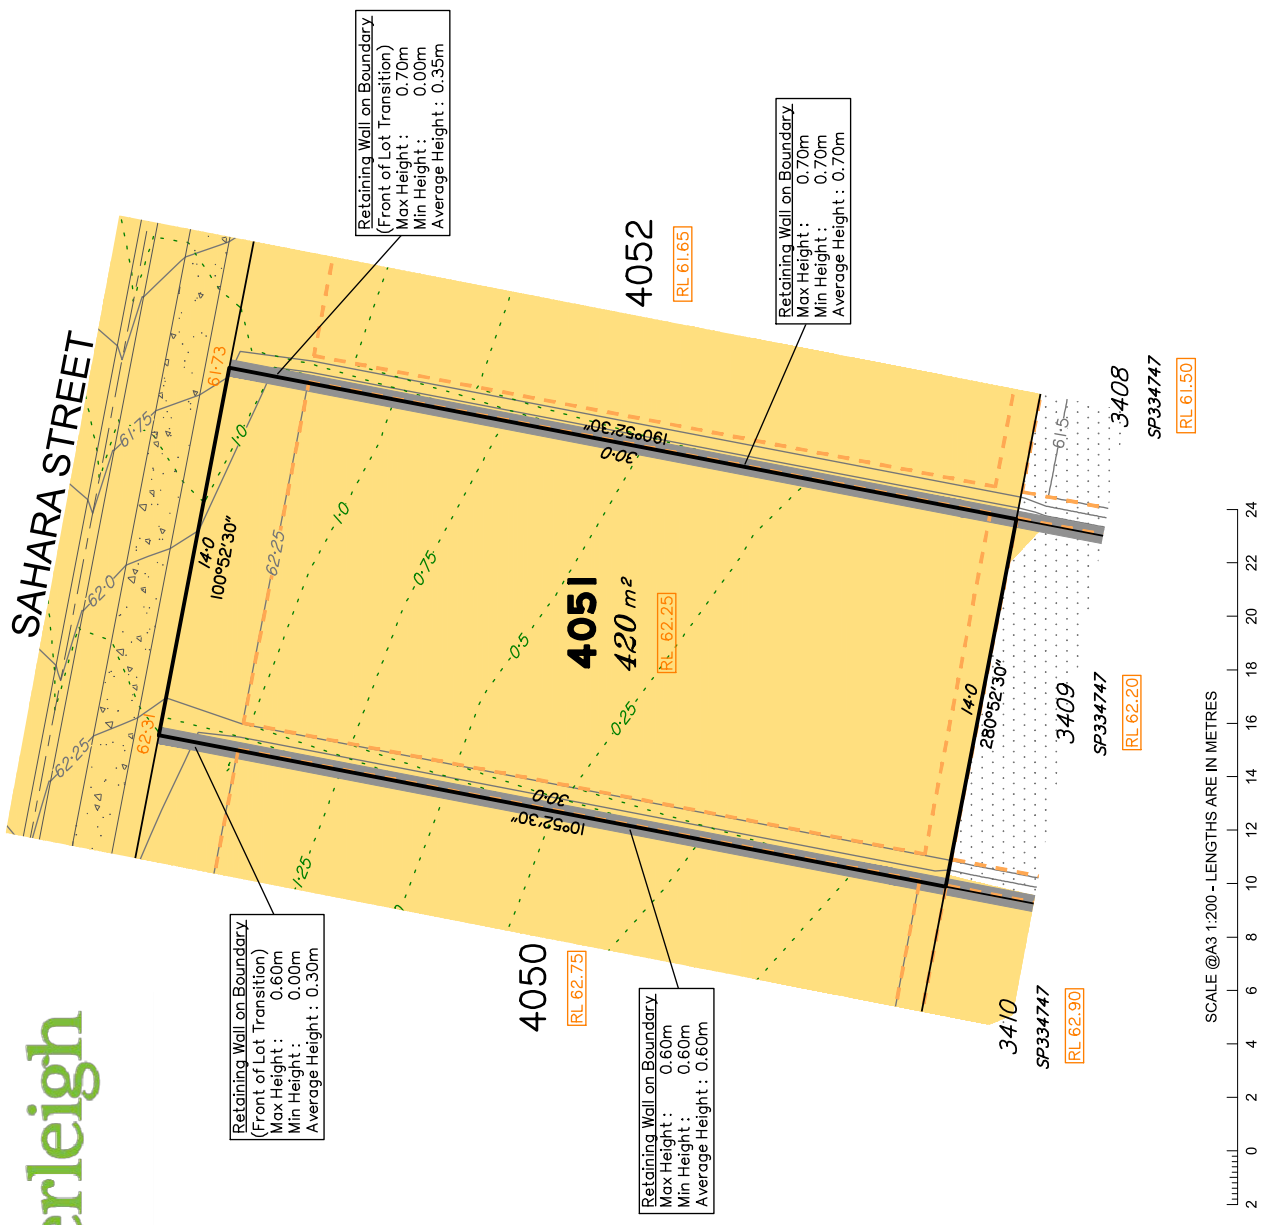 SAHARA STREET
Retaining Wall on Boundary
(Front of Lot Transition)
Max Height : 0.70m
Min Height : 0.00m
Average Height : 0.35m
Retaining Wall on Boundary
Max Height : 0.70m
Min Height : 0.70m
Average Height : 0.70m
4052
RL 61.65
61·73
61·75
62·0
62·25
62·31
1·0
14·0
100°52'30"
62·25
1·0
0·75
0·5
0·25
1·25
190°52'30"
30·0
4051
420 m²
RL 62.25
30·0
10°52'30"
14·0
280°52'30"
61·5
3408
SP334747
RL 61.50
3409
SP334747
RL 62.20
3410
SP334747
RL 62.90
4050
RL 62.75
Retaining Wall on Boundary
(Front of Lot Transition)
Max Height : 0.60m
Min Height : 0.00m
Average Height : 0.30m
Retaining Wall on Boundary
Max Height : 0.60m
Min Height : 0.60m
Average Height : 0.60m
erleigh
SCALE @A3 1:200 - LENGTHS ARE IN METRES
2 0 2 4 6 8 10 12 14 16 18 20 22 24